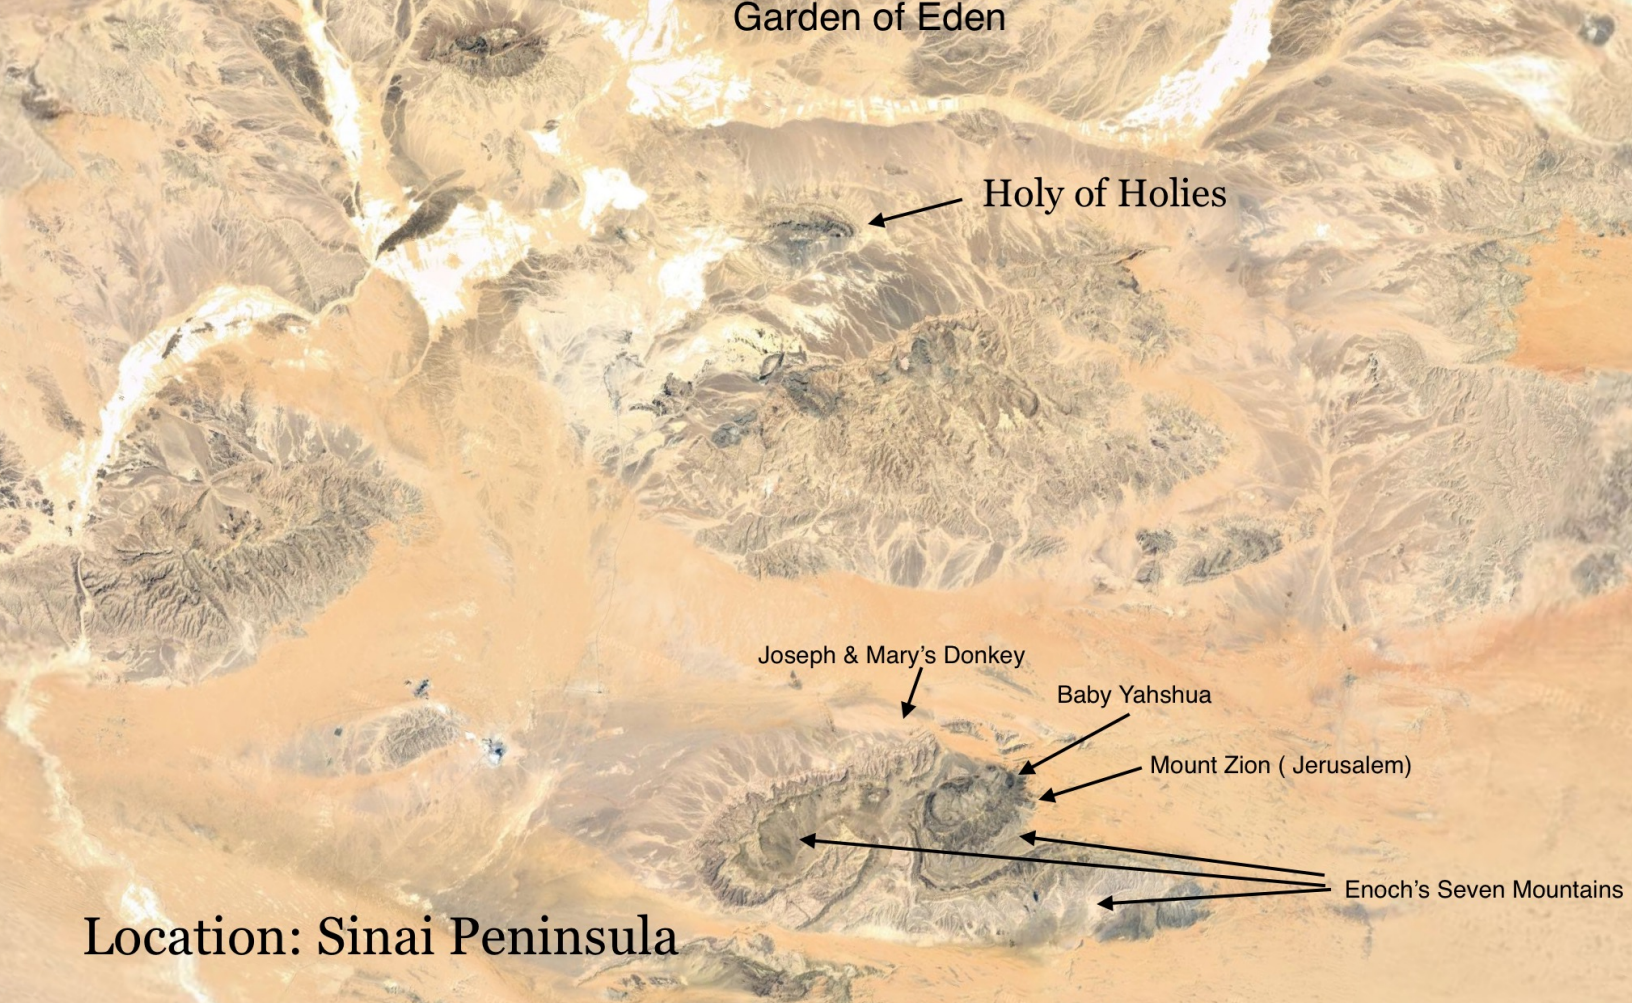 Garden of Eden
Holy of Holies
Joseph & Mary's Donkey
Baby Yahshua
Mount Zion ( Jerusalem)
Enoch's Seven Mountains
Location: Sinai Peninsula